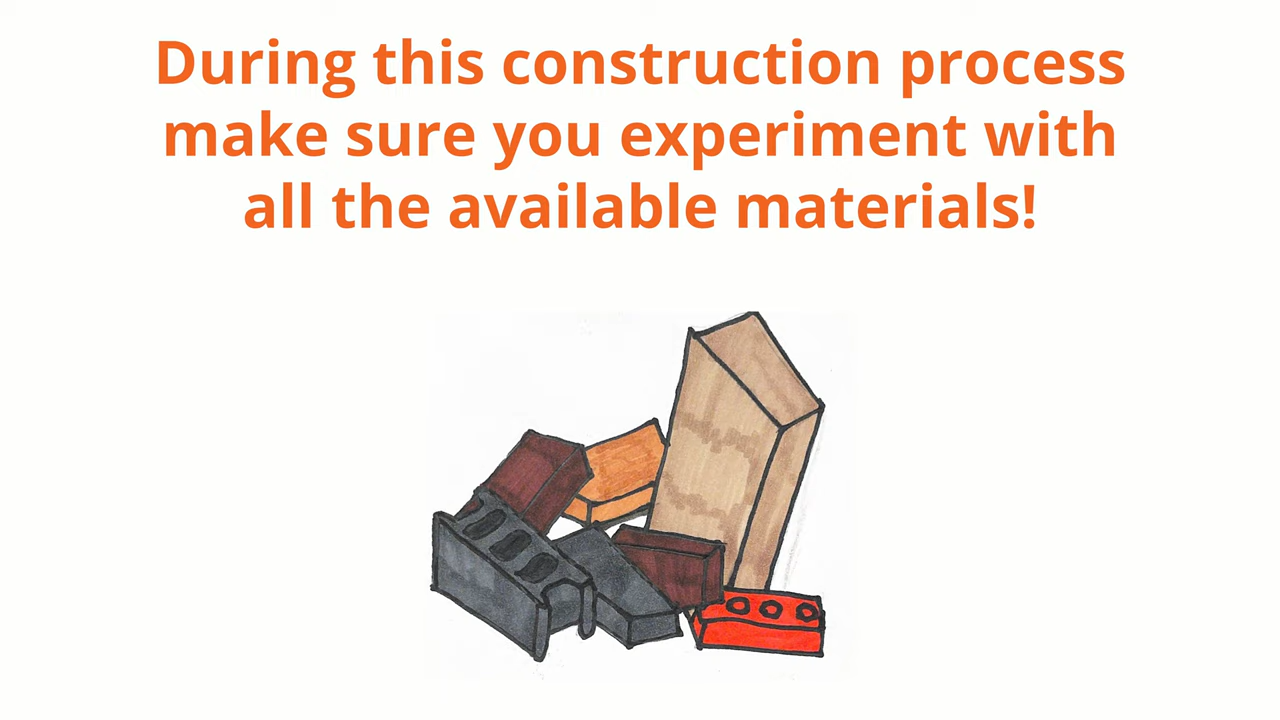 During this construction process
make sure you experiment with
all the available materials!